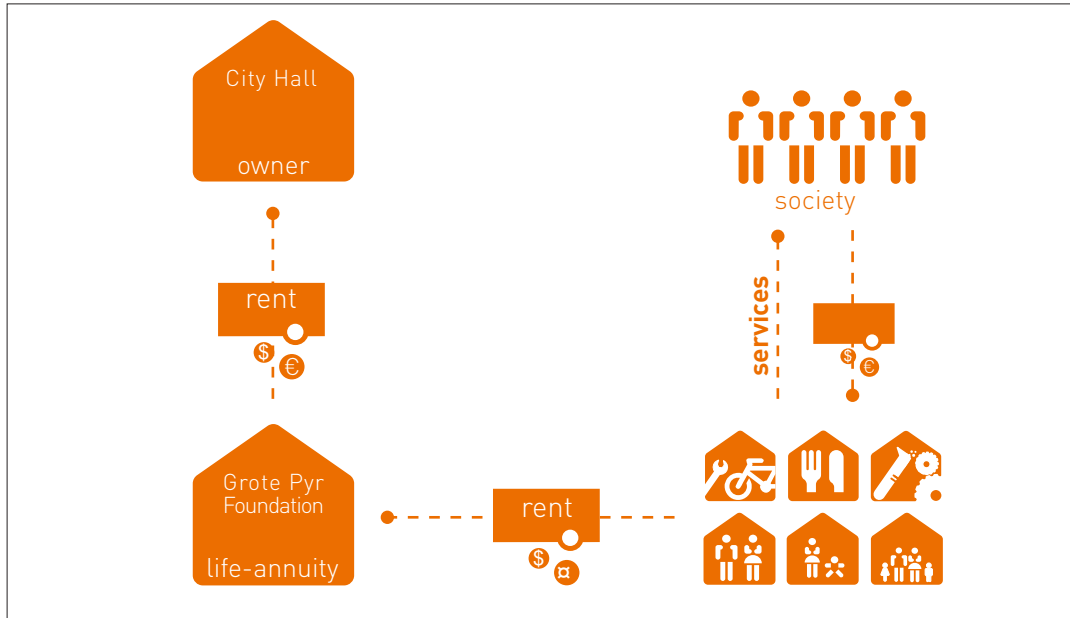 City Hall
owner
society
rent
$
€
services
$
€
Grote Pyr
Foundation
life-annuity
rent
$
¤